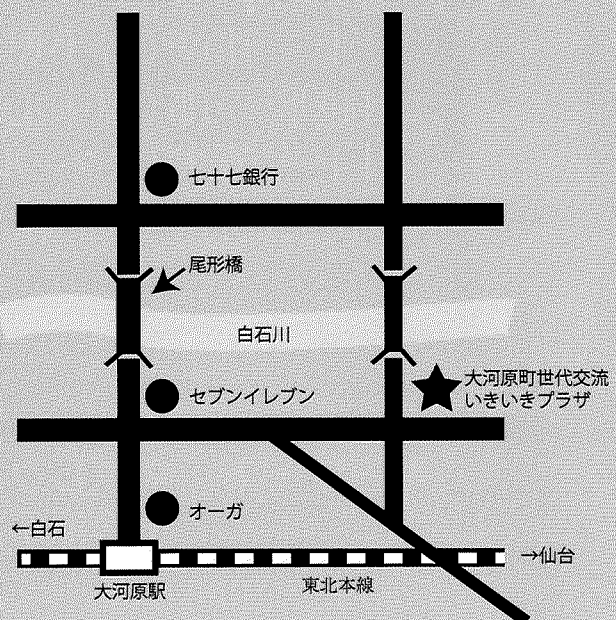 七十七銀行
尾形橋
白石川
大河原町世代交流
いきいきプラザ
セブンイレブン
オーガ
←白石
→仙台
大河原駅
東北本線